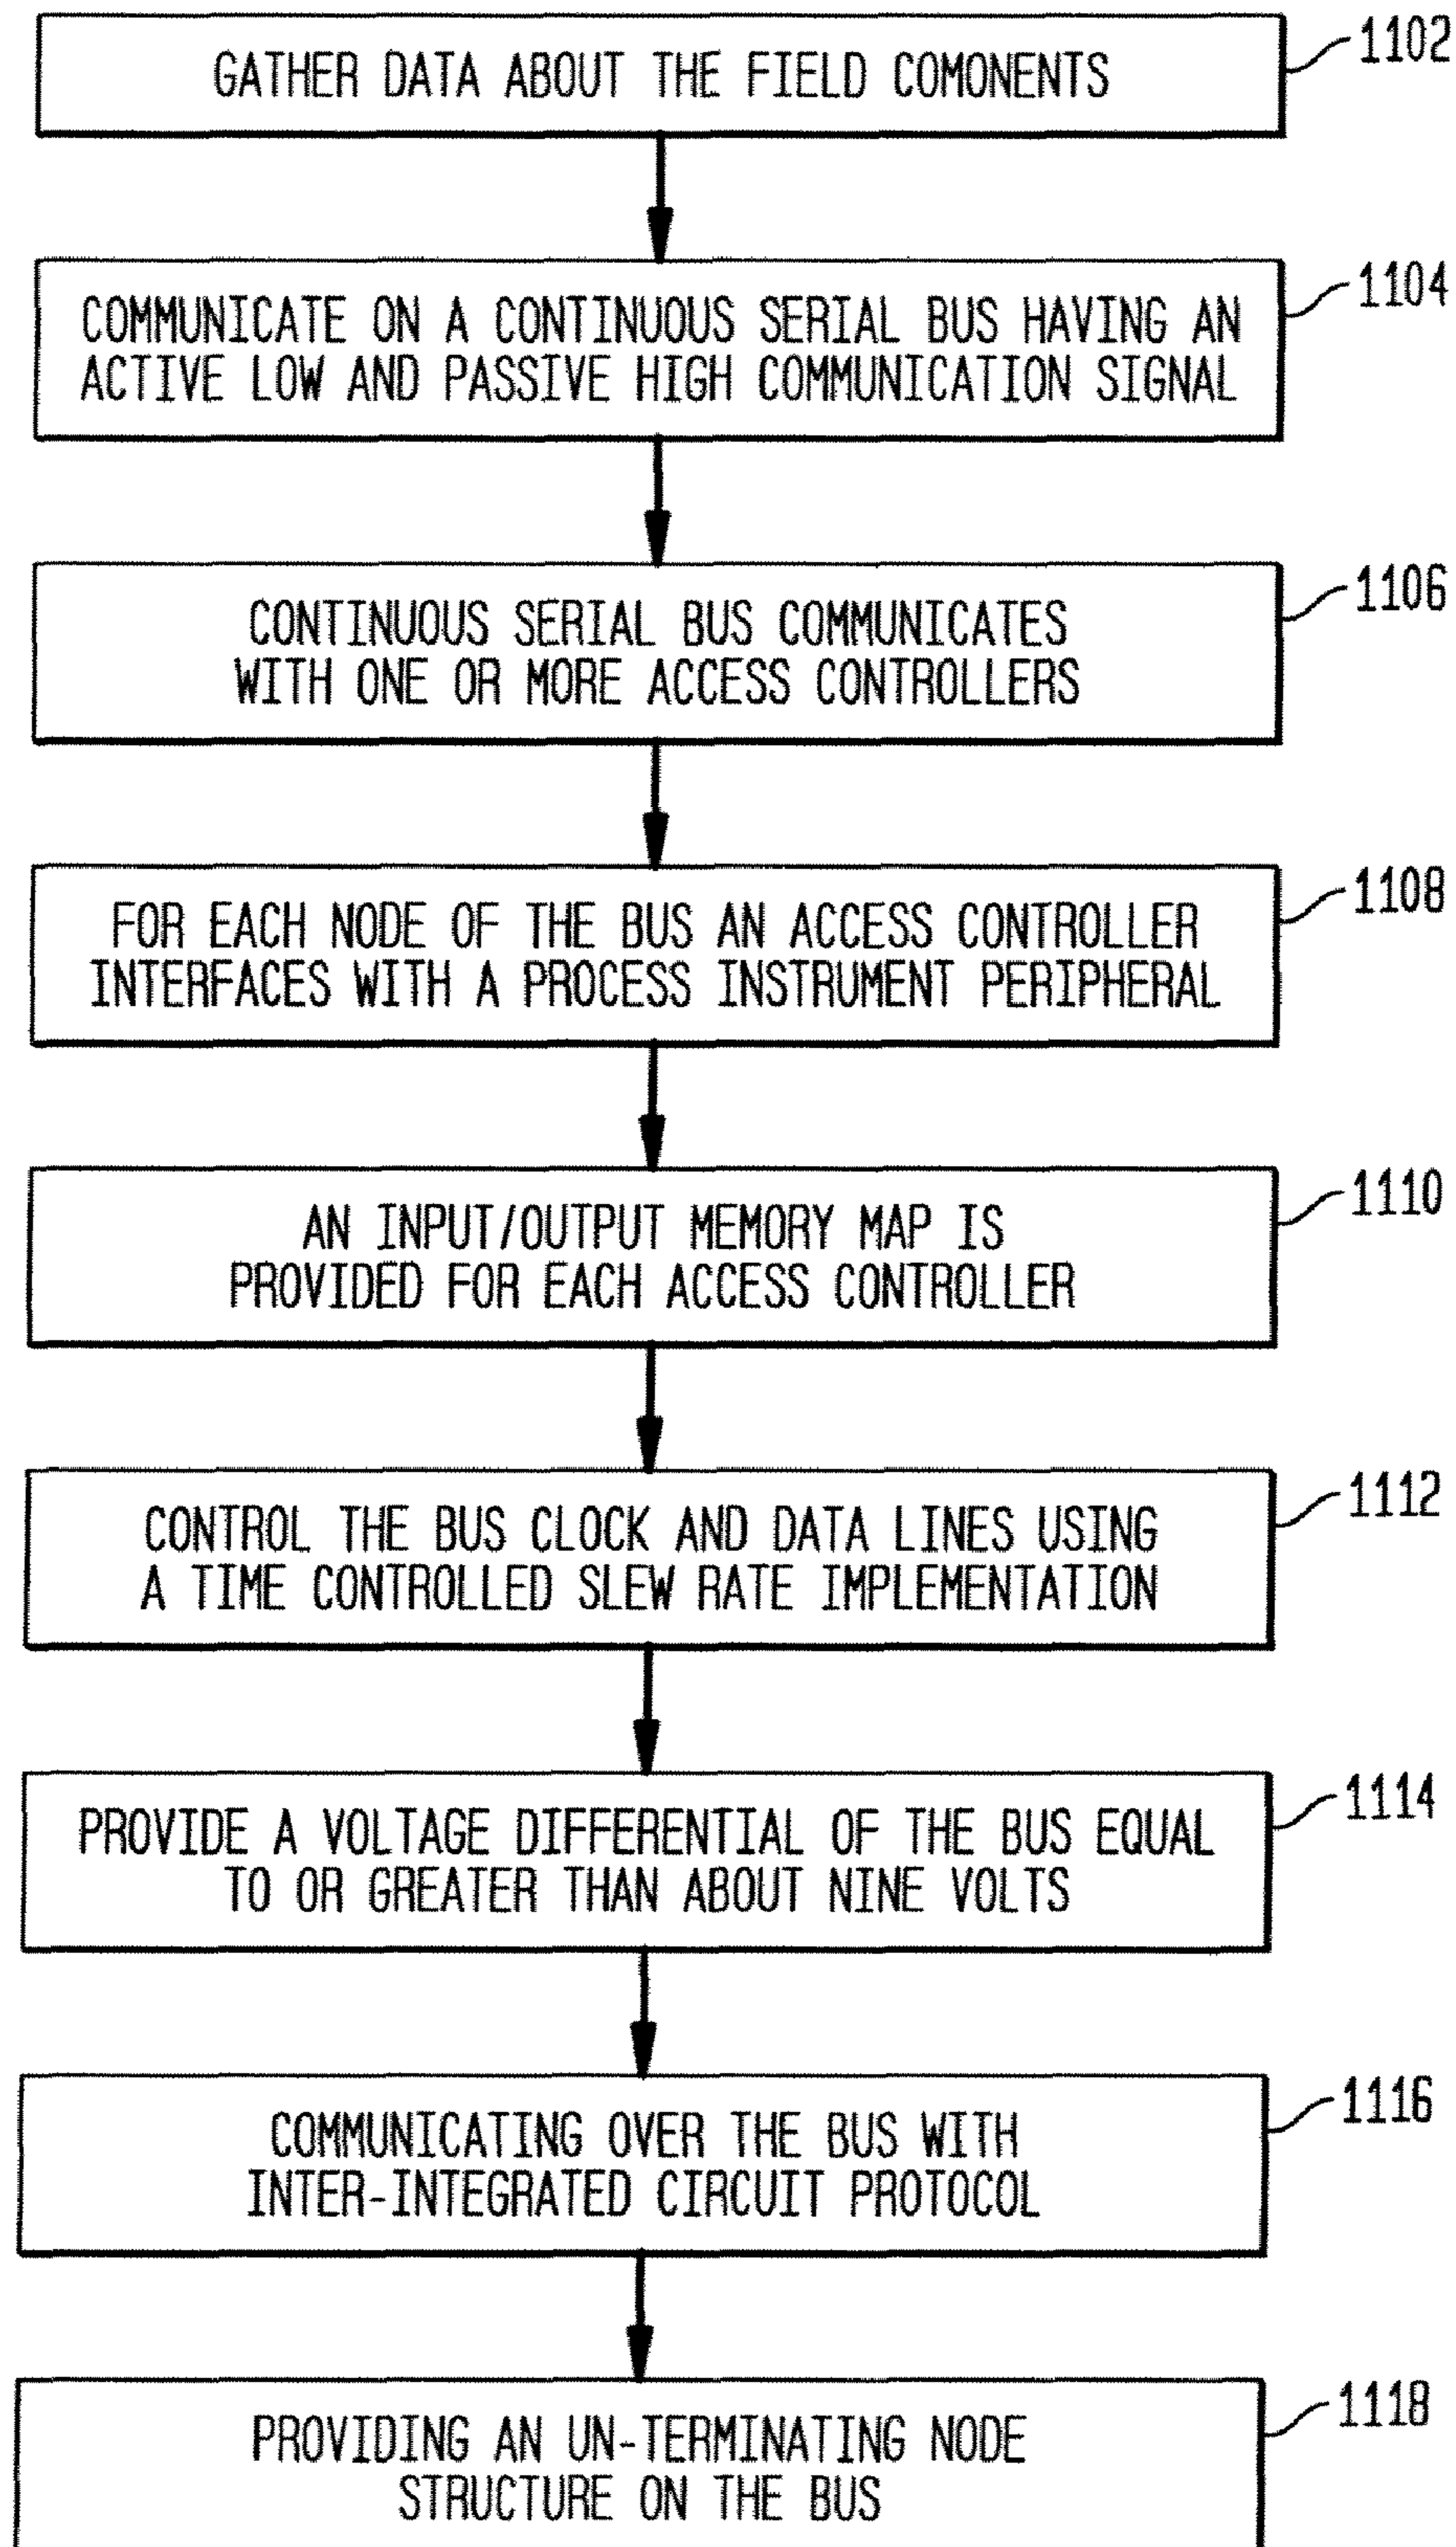 GATHER DATA ABOUT THE FIELD COMONENTS
1102
COMMUNICATE ON A CONTINUOUS SERIAL BUS HAVING AN
ACTIVE LOW AND PASSIVE HIGH COMMUNICATION SIGNAL
1104
CONTINUOUS SERIAL BUS COMMUNICATES
WITH ONE OR MORE ACCESS CONTROLLERS
1106
FOR EACH NODE OF THE BUS AN ACCESS CONTROLLER
INTERFACES WITH A PROCESS INSTRUMENT PERIPHERAL
1108
AN INPUT/OUTPUT MEMORY MAP IS
PROVIDED FOR EACH ACCESS CONTROLLER
1110
CONTROL THE BUS CLOCK AND DATA LINES USING
A TIME CONTROLLED SLEW RATE IMPLEMENTATION
1112
PROVIDE A VOLTAGE DIFFERENTIAL OF THE BUS EQUAL
TO OR GREATER THAN ABOUT NINE VOLTS
1114
COMMUNICATING OVER THE BUS WITH
INTER-INTEGRATED CIRCUIT PROTOCOL
1116
PROVIDING AN UN-TERMINATING NODE
STRUCTURE ON THE BUS
1118